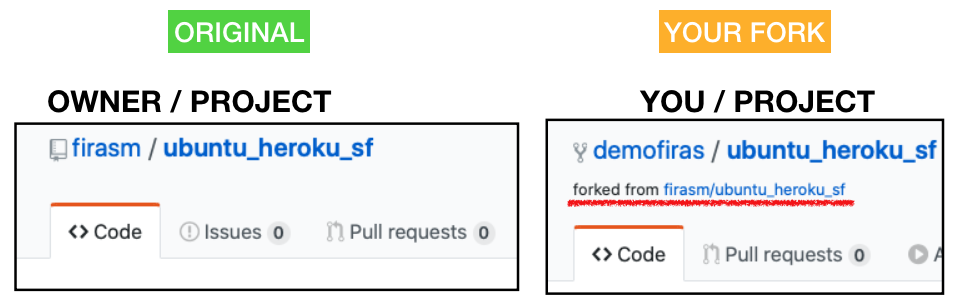 ORIGINAL
YOUR FORK
OWNER / PROJECT
YOU / PROJECT
firasm / ubuntu_heroku_sf
Code Issues 0 Pull requests 0
demofiras / ubuntu_heroku_sf
forked from firasm/ubuntu_heroku_sf
Code Pull requests 0